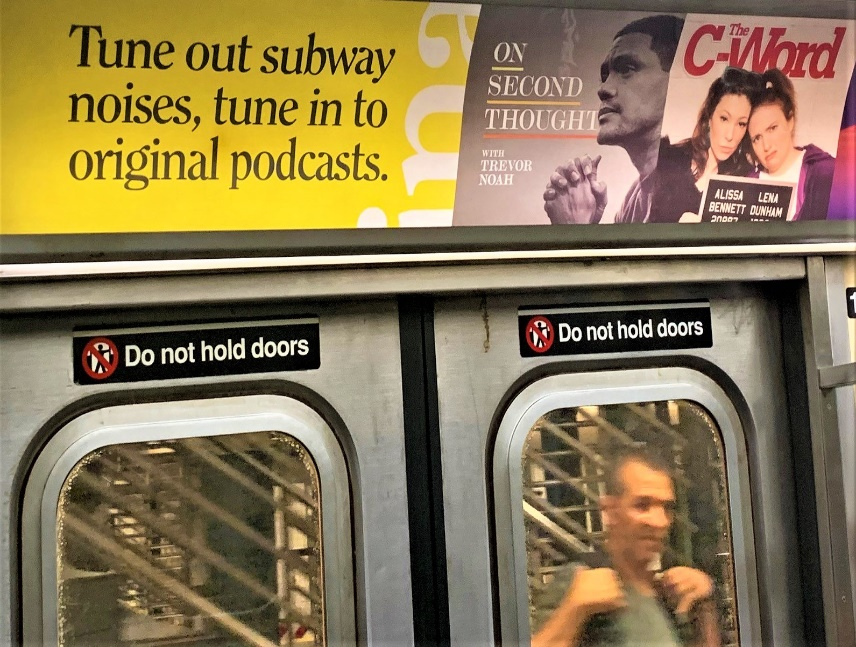 Tune out subway
noises, tune in to
original podcasts.
ina
ON
SECOND
THOUGHT
WITH
TREVOR
NOAH
The
C-Word
ALISSA LENA
BENNETT DUNHAM
Do not hold doors
Do not hold doors